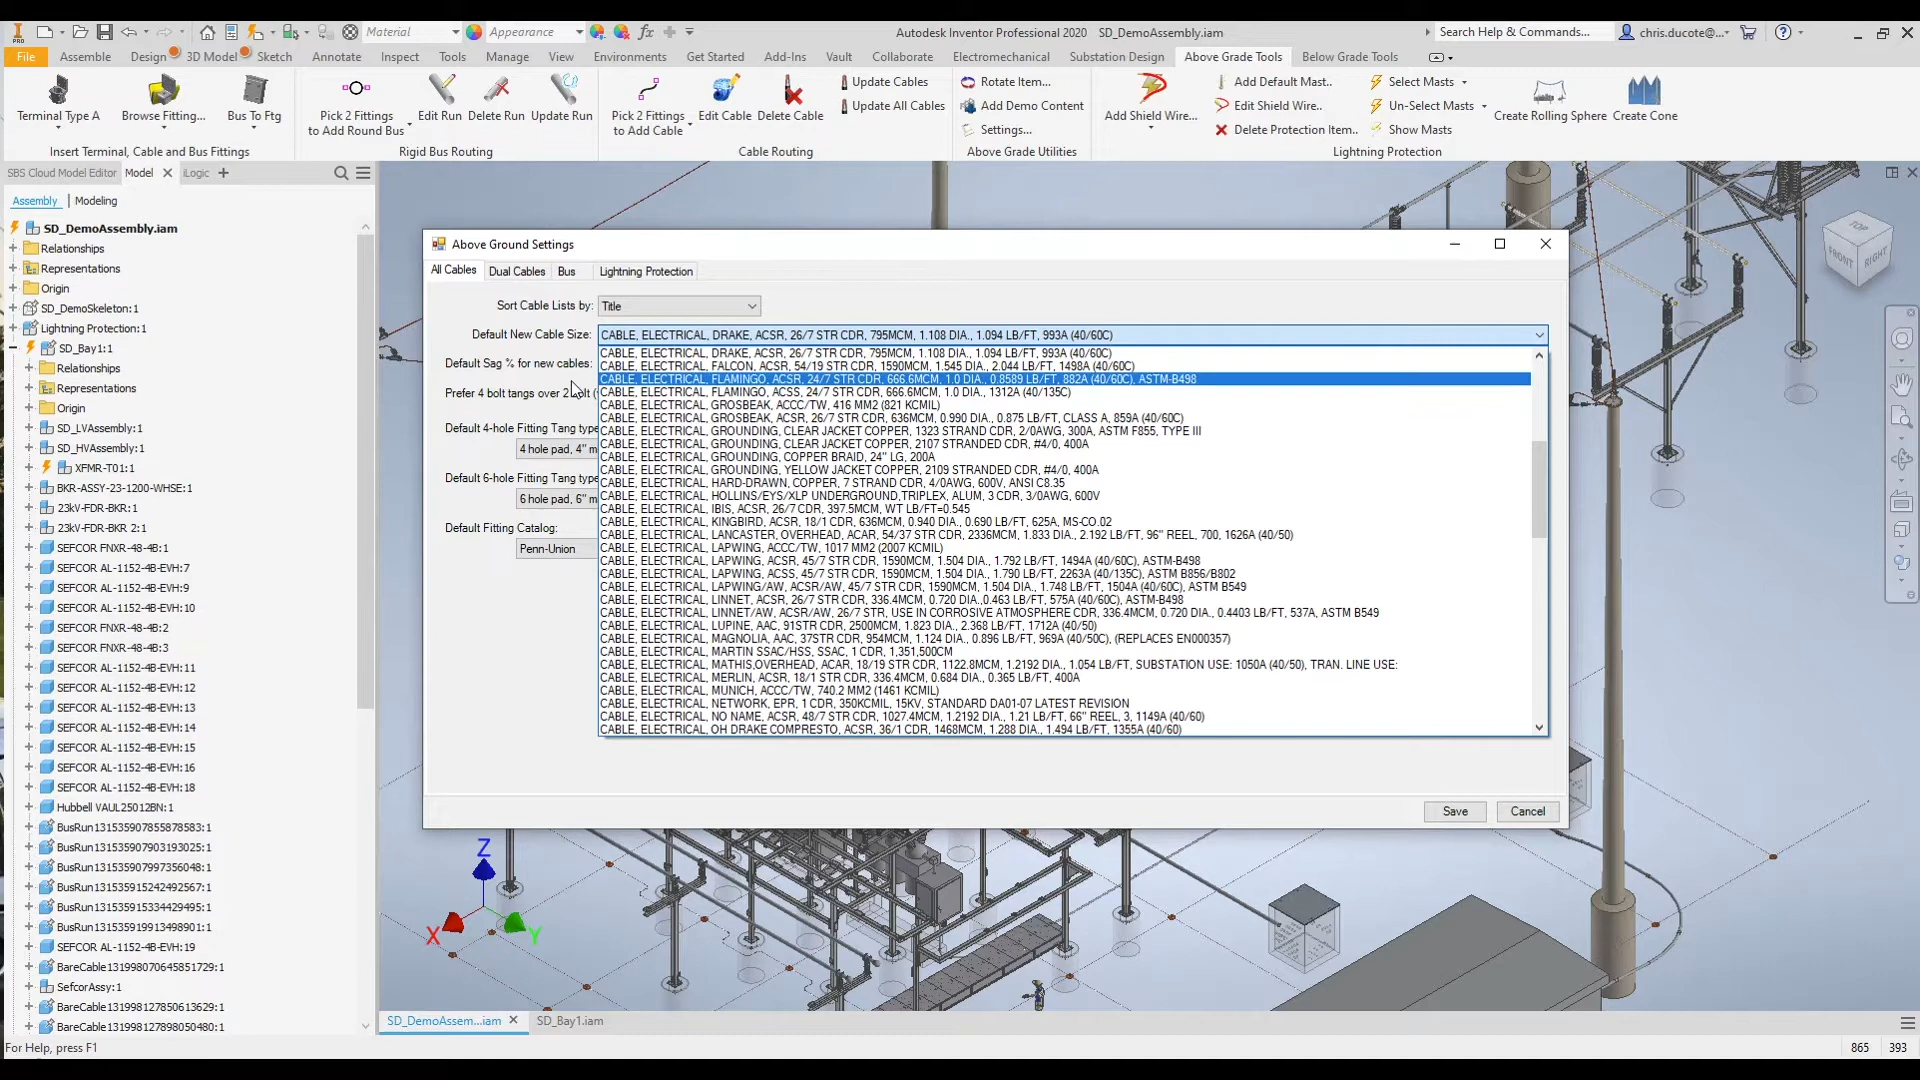 Material
Appearance
Autodesk Inventor Professional 2020 SD_DemoAssembly.iam
Search Help & Commands...
chris.ducote@...
File Assemble Design 3D Model Sketch Annotate Inspect Tools Manage View Environments Get Started Add-Ins Vault Collaborate Electromechanical Substation Design Above Grade Tools Below Grade Tools
Terminal Type A
Browse Fitting...
Bus To Ftg
Insert Terminal, Cable and Bus Fittings
Pick 2 Fittings
to Add Round Bus
Edit Run
Delete Run
Update Run
Rigid Bus Routing
Pick 2 Fittings
to Add Cable
Edit Cable
Delete Cable
Update Cables
Update All Cables
Cable Routing
Rotate Item...
Add Demo Content
Settings...
Above Grade Utilities
Add Shield Wire...
Add Default Mast..
Edit Shield Wire..
Delete Protection Item..
Select Masts
Un-Select Masts
Show Masts
Create Rolling Sphere
Create Cone
Lightning Protection
SBS Cloud Model Editor
Model
iLogic
Assembly | Modeling
SD_DemoAssembly.iam
Relationships
Representations
Origin
SD_DemoSkeleton:1
Lightning Protection:1
SD_Bay1:1
Relationships
Representations
Origin
SD_LVAssembly:1
SD_HVAssembly:1
XFMR-T01:1
BKR-ASSY-23-1200-WHSE:1
23kV-FDR-BKR:1
23kV-FDR-BKR 2:1
SEFCOR FNXR-48-4B:1
SEFCOR AL-1152-4B-EVH:7
SEFCOR AL-1152-4B-EVH:9
SEFCOR AL-1152-4B-EVH:10
SEFCOR FNXR-48-4B:2
SEFCOR FNXR-48-4B:3
SEFCOR AL-1152-4B-EVH:11
SEFCOR AL-1152-4B-EVH:12
SEFCOR AL-1152-4B-EVH:13
SEFCOR AL-1152-4B-EVH:14
SEFCOR AL-1152-4B-EVH:15
SEFCOR AL-1152-4B-EVH:16
SEFCOR AL-1152-4B-EVH:18
Hubbell VAUL25012BN:1
BusRun131535907855878583:1
BusRun131535907903193025:1
BusRun131535907997356048:1
BusRun131535915242492567:1
BusRun131535915334429495:1
BusRun131535919913498901:1
SEFCOR AL-1152-4B-EVH:19
BareCable131998070645851729:1
SefcorAssy:1
BareCable131998127850613629:1
BareCable131998127898050480:1
For Help, press F1
Above Ground Settings
All Cables
Dual Cables
Bus
Lightning Protection
Sort Cable Lists by: Title
Default New Cable Size: CABLE, ELECTRICAL, DRAKE, ACSR, 26/7 STR CDR, 795MCM, 1.108 DIA., 1.094 LB/FT, 993A (40/60C)
Default Sag % for new cables:
Prefer 4 bolt tangs over 2 bolt (
Default 4-hole Fitting Tang type
4 hole pad, 4" m
Default 6-hole Fitting Tang type
6 hole pad, 6" m
Default Fitting Catalog:
Penn-Union
CABLE, ELECTRICAL, DRAKE, ACSR, 26/7 STR CDR, 795MCM, 1.108 DIA., 1.094 LB/FT, 993A (40/60C)
CABLE, ELECTRICAL, FALCON, ACSR, 54/19 STR CDR, 1590MCM, 1.545 DIA., 2.044 LB/FT, 1498A (40/60C)
CABLE, ELECTRICAL, FLAMINGO, ACSR, 24/7 STR CDR, 666.6MCM, 1.0 DIA., 0.8589 LB/FT, 882A (40/60C), ASTM-B498
CABLE, ELECTRICAL, FLAMINGO, ACSS, 24/7 STR CDR, 666.6MCM, 1.0 DIA., 1312A (40/135C)
CABLE, ELECTRICAL, GROSBEAK, ACCC/TW, 416 MM2 (821 KCMIL)
CABLE, ELECTRICAL, GROSBEAK, ACSR, 26/7 STR CDR, 636MCM, 0.990 DIA., 0.875 LB/FT, CLASS A, 859A (40/60C)
CABLE, ELECTRICAL, GROUNDING, CLEAR JACKET COPPER, 1323 STRAND CDR, 2/0AWG, 300A, ASTM F855, TYPE III
CABLE, ELECTRICAL, GROUNDING, CLEAR JACKET COPPER, 2107 STRANDED CDR, #4/0, 400A
CABLE, ELECTRICAL, GROUNDING, COPPER BRAID, 24" LG, 200A
CABLE, ELECTRICAL, GROUNDING, YELLOW JACKET COPPER, 2109 STRANDED CDR, #4/0, 400A
CABLE, ELECTRICAL, HARD-DRAWN, COPPER, 7 STRAND CDR, 4/0AWG, 600V, ANSI C8.35
CABLE, ELECTRICAL, HOLLINS/EYS/XLP UNDERGROUND,TRIPLEX, ALUM, 3 CDR, 3/0AWG, 600V
CABLE, ELECTRICAL, IBIS, ACSR, 26/7 CDR, 397.5MCM, WT LB/FT=0.545
CABLE, ELECTRICAL, KINGBIRD, ACSR, 18/1 CDR, 636MCM, 0.940 DIA., 0.690 LB/FT, 625A, MS-CO.02
CABLE, ELECTRICAL, LANCASTER, OVERHEAD, ACAR, 54/37 STR CDR, 2336MCM, 1.833 DIA., 2.192 LB/FT, 96" REEL, 700, 1626A (40/50C)
CABLE, ELECTRICAL, LAPWING, ACCC/TW, 1017 MM2 (2007 KCMIL)
CABLE, ELECTRICAL, LAPWING, ACSR, 45/7 STR CDR, 1590MCM, 1.504 DIA., 1.792 LB/FT, 1494A (40/60C), ASTM-B498
CABLE, ELECTRICAL, LAPWING, ACSS, 45/7 STR CDR, 1590MCM, 1.504 DIA., 1.790 LB/FT, 2263A (40/135C), ASTM B856/B802
CABLE, ELECTRICAL, LAPWING/AW, ACSR/AW, 45/7 STR CDR, 1590MCM, 1.504 DIA., 1.748 LB/FT, 1504A (40/60C), ASTM B549
CABLE, ELECTRICAL, LINNET, ACSR, 26/7 STR CDR, 336.4MCM, 0.720 DIA.,0.463 LB/FT, 575A (40/60C), ASTM-B498
CABLE, ELECTRICAL, LINNET/AW, ACSR/AW, 26/7 STR, USE IN CORROSIVE ATMOSPHERE CDR, 336.4MCM, 0.720 DIA., 0.4403 LB/FT, 537A, ASTM B549
CABLE, ELECTRICAL, LUPINE, AAC, 91STR CDR, 2500MCM, 1.823 DIA., 2.368 LB/FT, 1712A (40/50)
CABLE, ELECTRICAL, MAGNOLIA, AAC, 37STR CDR, 954MCM, 1.124 DIA., 0.896 LB/FT, 969A (40/50C), (REPLACES EN000357)
CABLE, ELECTRICAL, MARTIN SSAC/HSS, SSAC, 1 CDR, 1,351,500CM
CABLE, ELECTRICAL, MATHIS,OVERHEAD, ACAR, 18/19 STR CDR, 1122.8MCM, 1.2192 DIA., 1.054 LB/FT, SUBSTATION USE: 1050A (40/50), TRAN. LINE USE:
CABLE, ELECTRICAL, MERLIN, ACSR, 18/1 STR CDR, 336.4MCM, 0.684 DIA., 0.365 LB/FT, 400A
CABLE, ELECTRICAL, MUNICH, ACCC/TW, 740.2 MM2 (1461 KCMIL)
CABLE, ELECTRICAL, NETWORK, EPR, 1 CDR, 350KCMIL, 15KV, STANDARD DA01-07 LATEST REVISION
CABLE, ELECTRICAL, NO NAME, ACSR, 48/7 STR CDR, 1027.4MCM, 1.2192 DIA., 1.21 LB/FT, 66" REEL, 3, 1149A (40/60)
CABLE, ELECTRICAL, OH DRAKE COMPRESTO, ACSR, 36/1 CDR, 1468MCM, 1.288 DIA., 1.494 LB/FT, 1355A (40/60)
Save
Cancel
TOP
FRONT
RIGHT
Z
X
Y
SD_DemoAssem...iam
SD_Bay1.iam
865 393